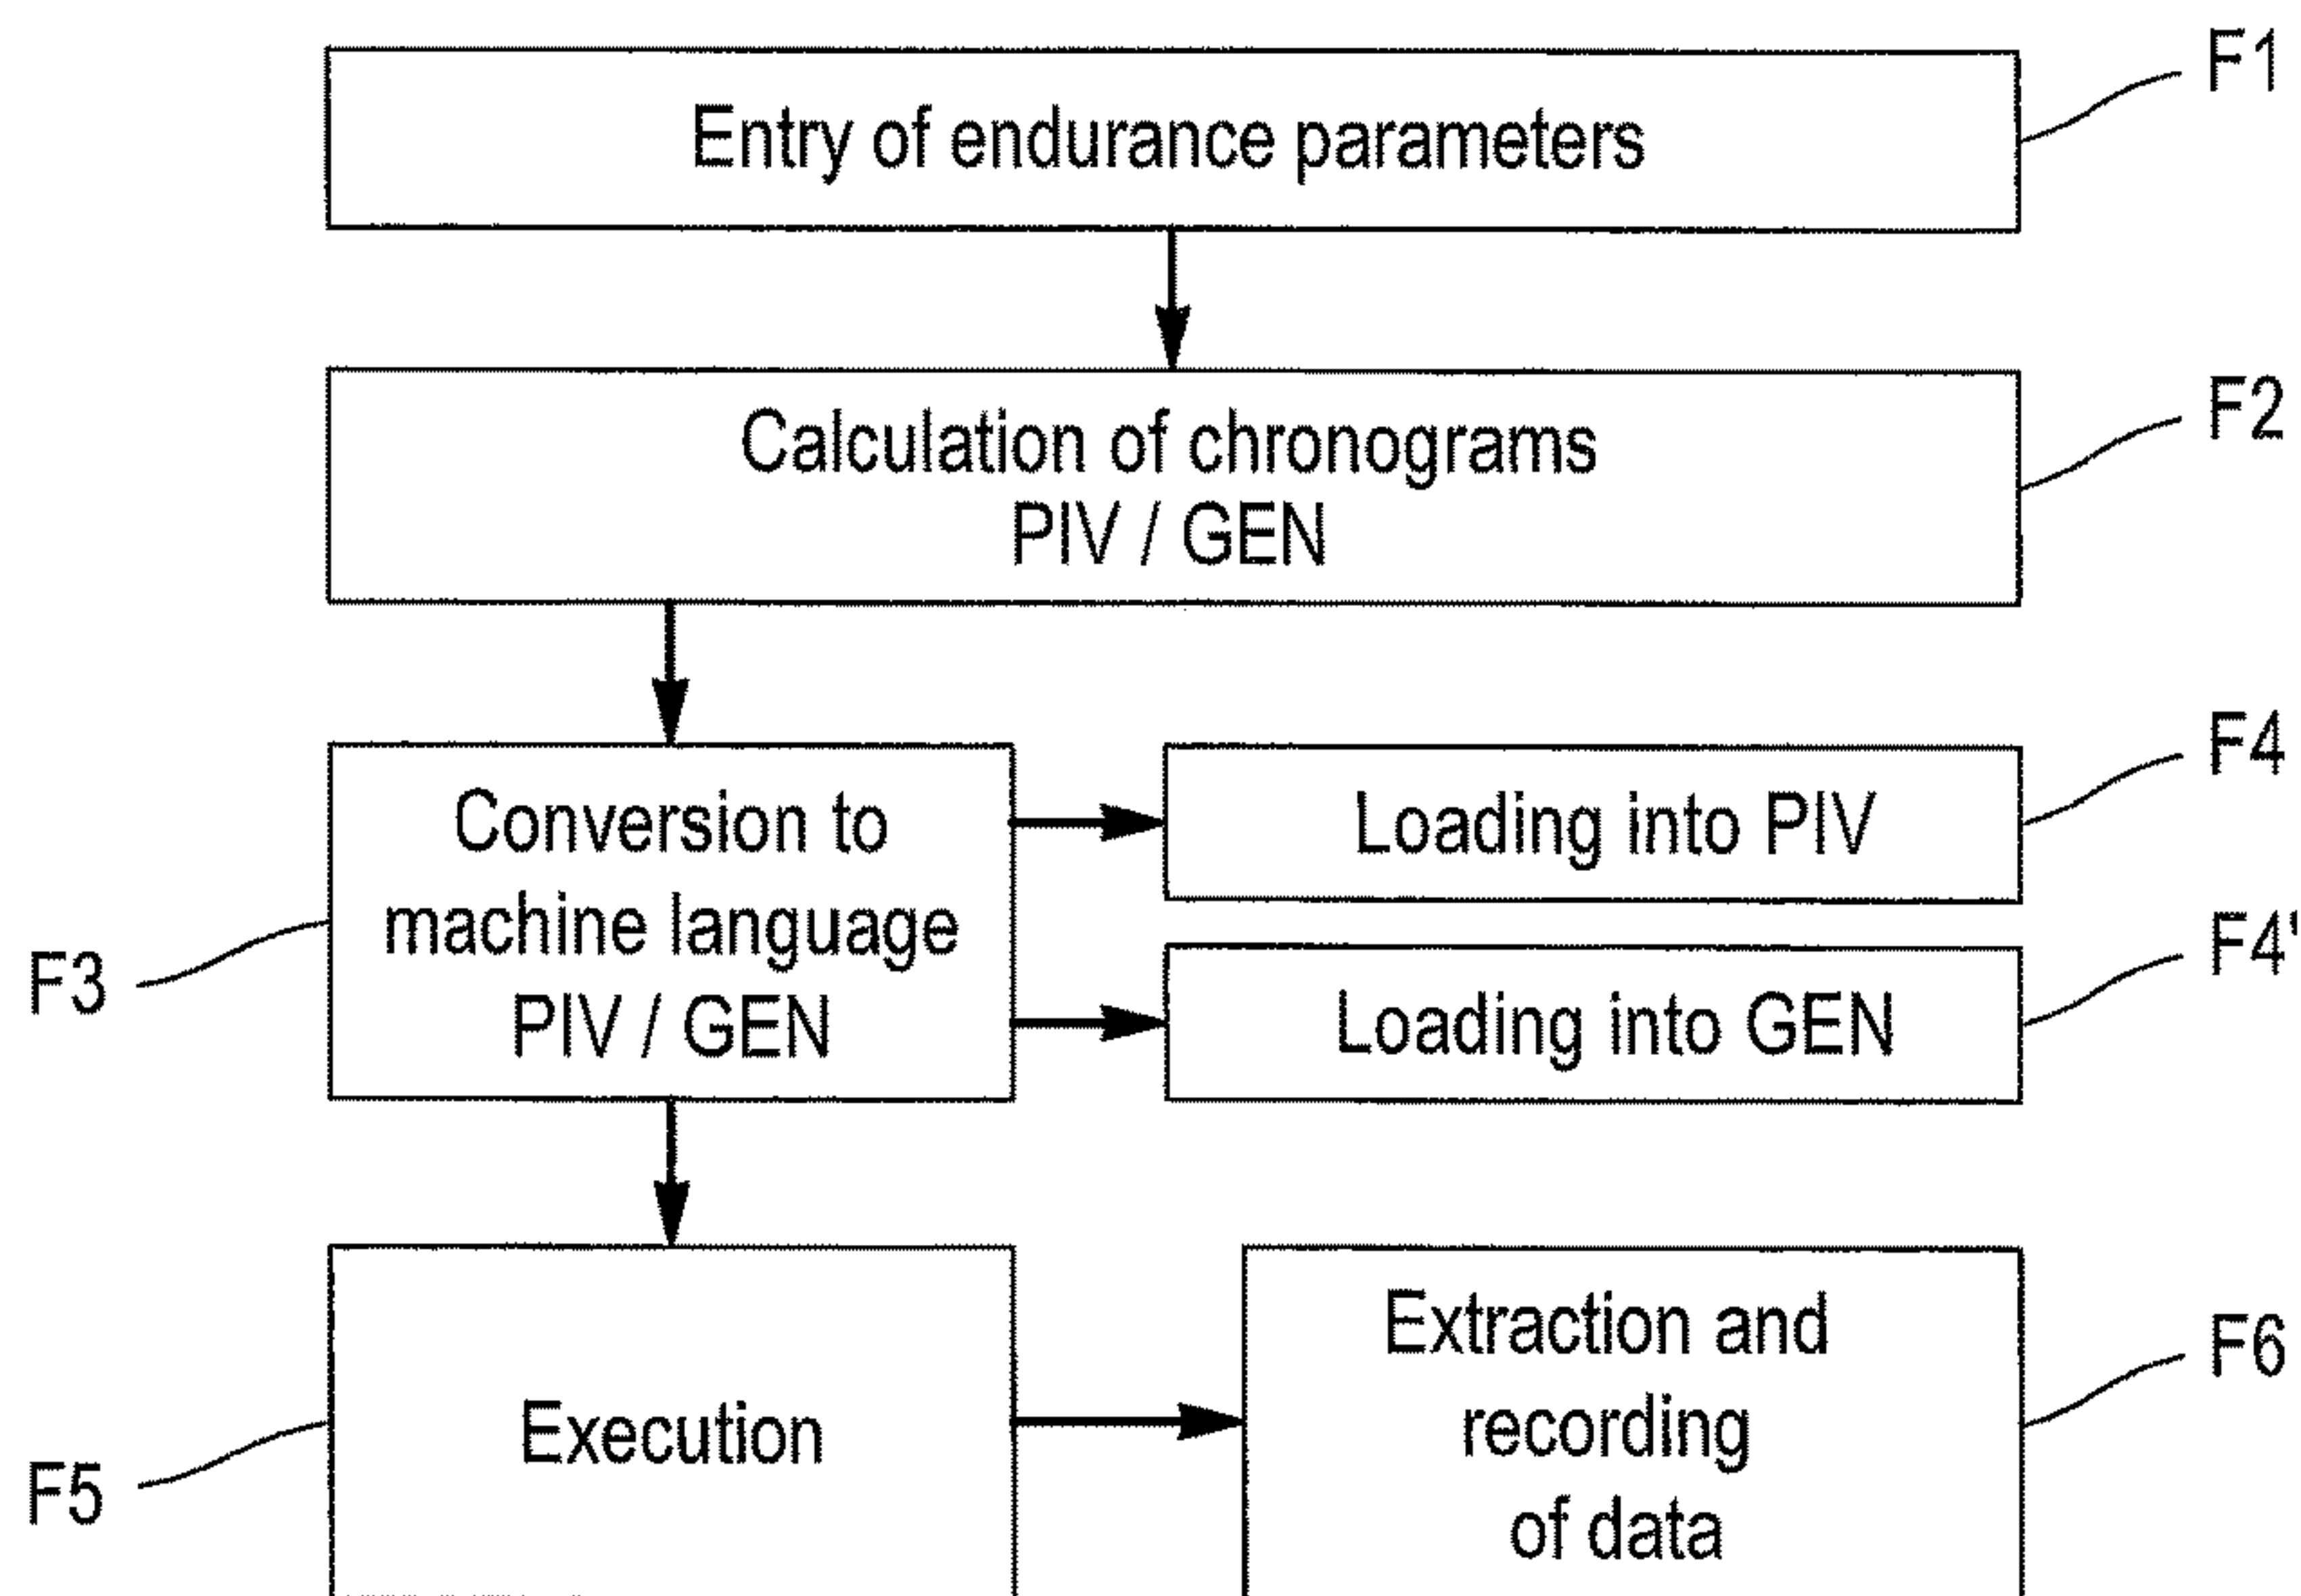 F1
Entry of endurance parameters
F2
Calculation of chronograms
PIV / GEN
F4
Conversion to
machine language
PIV / GEN
F3
Loading into PIV
F4'
Loading into GEN
Execution
F5
Extraction and
recording
of data
F6